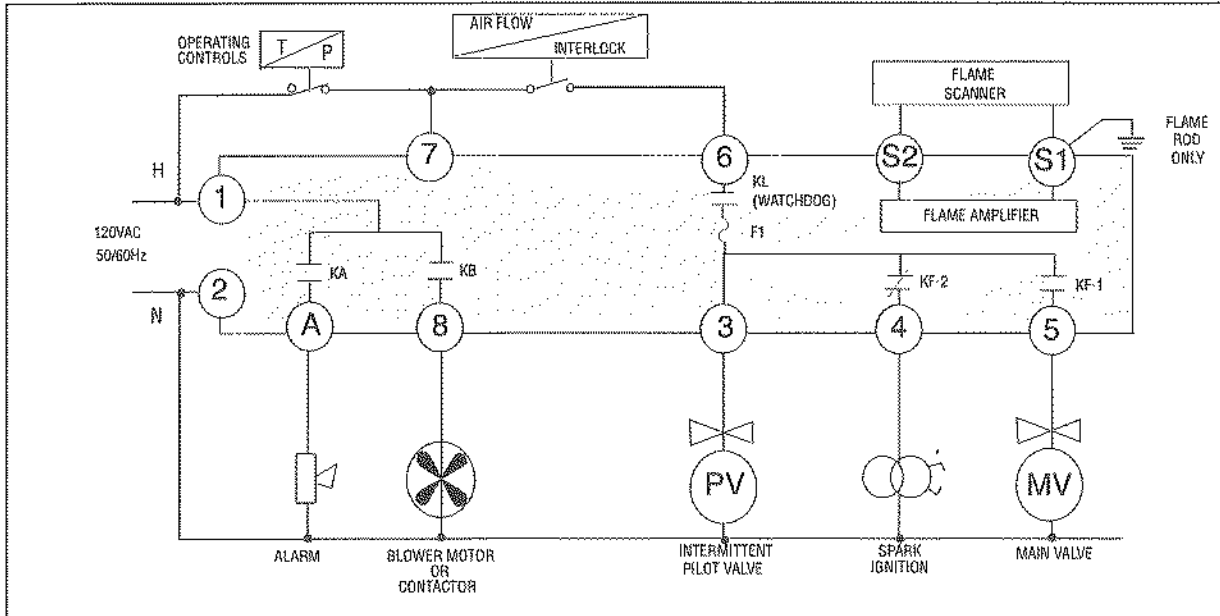 OPERATING
CONTROLS
T
P
AIR FLOW
INTERLOCK
FLAME
SCANNER
FLAME
ROD
ONLY
7
6
S2
S1
H
1
KL
(WATCHDOG)
FLAME AMPLIFIER
F1
120VAC
50/60Hz
KA
KB
KF-2
KF-1
2
N
A
8
3
4
5
PV
MV
ALARM
BLOWER MOTOR
OR
CONTACTOR
INTERMITTENT
PILOT VALVE
SPARK
IGNITION
MAIN VALVE